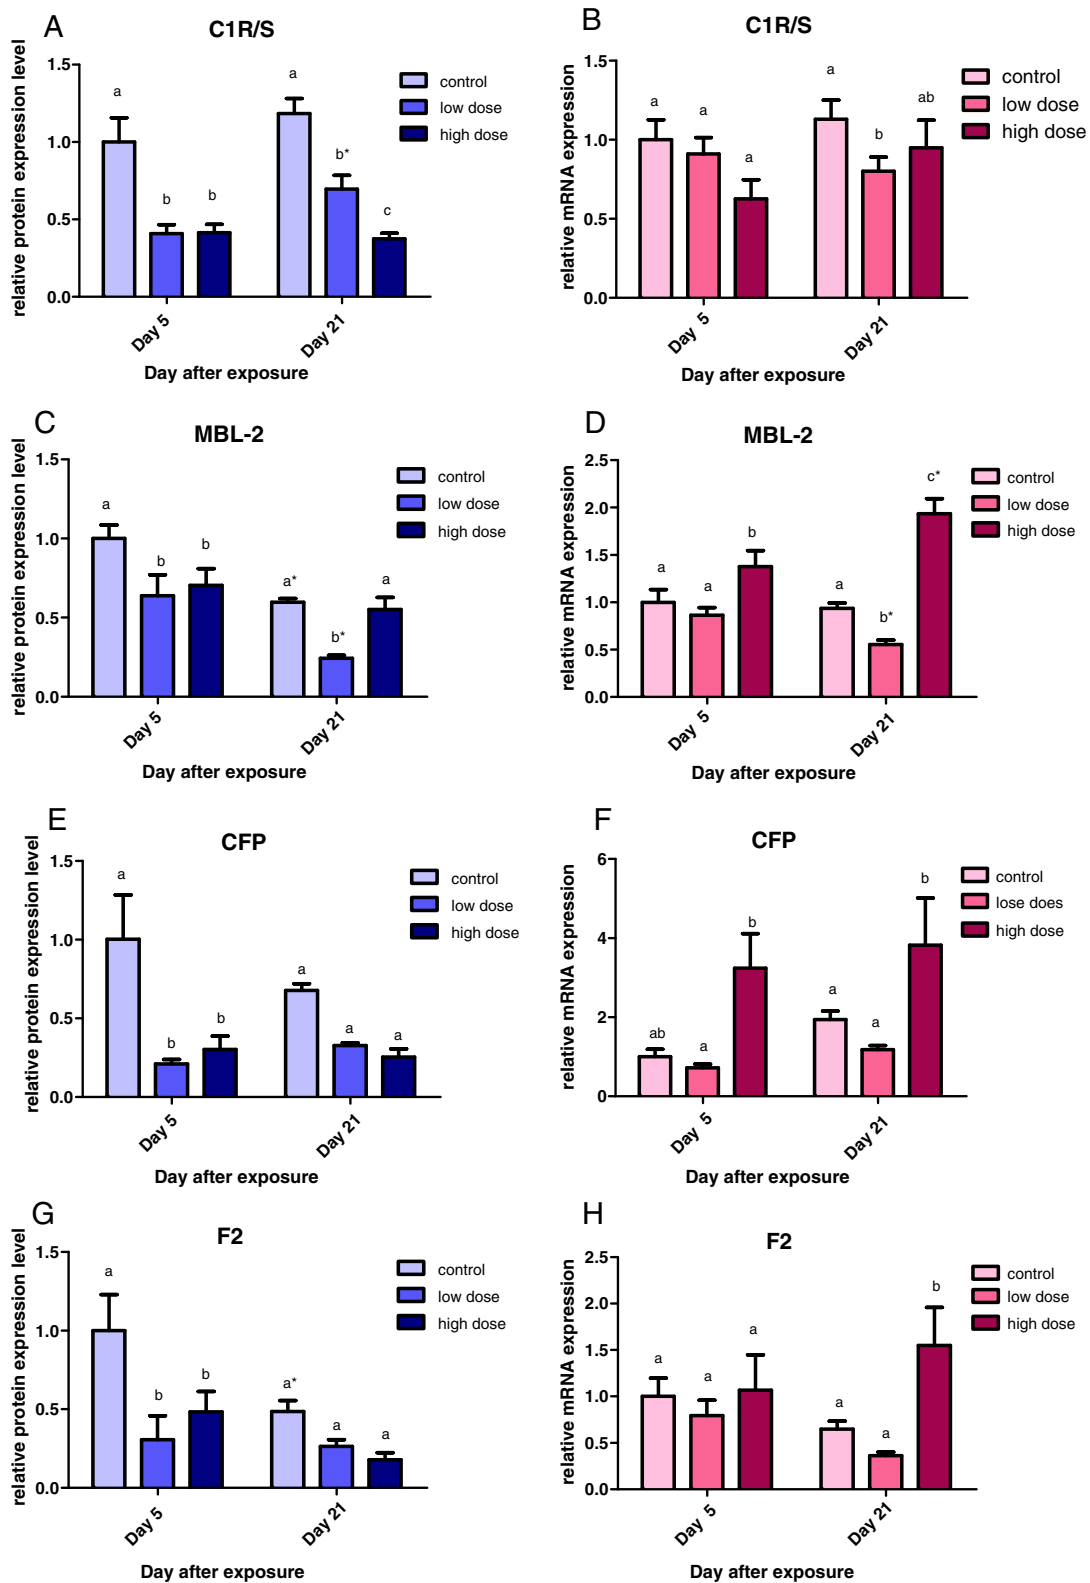 A
C1R/S
relative protein expression level
1.5
1.0
0.5
0.0
a
b
b
a
b*
c
control
low dose
high dose
Day 5
Day 21
Day after exposure
B
C1R/S
relative mRNA expression
1.5
1.0
0.5
0.0
a
a
a
a
b
ab
control
low dose
high dose
Day 5
Day 21
Day after exposure
C
MBL-2
relative protein expression level
1.5
1.0
0.5
0.0
a
b
b
a*
b*
a
control
low dose
high dose
Day 5
Day 21
Day after exposure
D
MBL-2
relative mRNA expression
2.5
2.0
1.5
1.0
0.5
0.0
a
a
b
a
b*
c*
control
low dose
high dose
Day 5
Day 21
Day after exposure
E
CFP
relative protein expression level
1.5
1.0
0.5
0.0
a
b
b
a
a
a
control
low dose
high dose
Day 5
Day 21
Day after exposure
F
CFP
relative mRNA expression
6
4
2
0
ab
a
b
a
a
b
control
lose does
high dose
Day 5
Day 21
Day after exposure
G
F2
relative protein expression level
1.5
1.0
0.5
0.0
a
b
b
a*
a
a
control
low dose
high dose
Day 5
Day 21
Day after exposure
H
F2
relative mRNA expression
2.5
2.0
1.5
1.0
0.5
0.0
a
a
a
a
a
b
control
low dose
high dose
Day 5
Day 21
Day after exposure